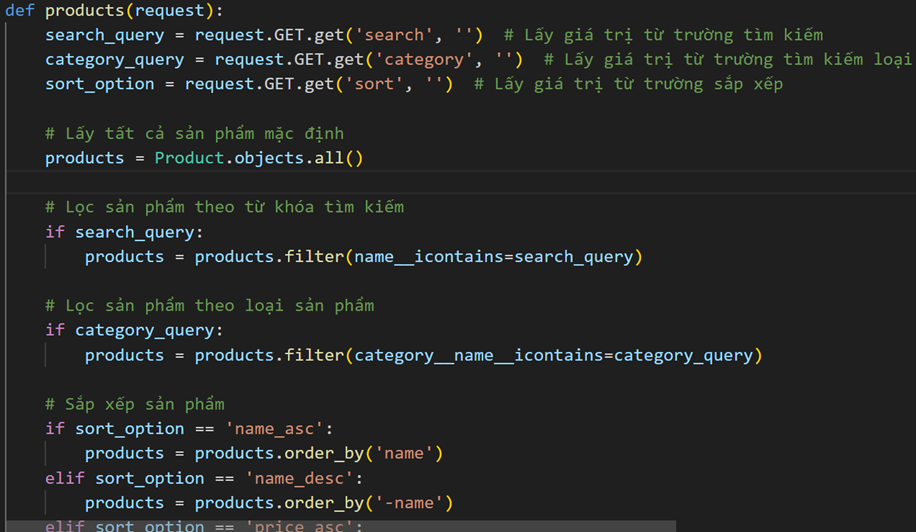 def products(request):
    search_query = request.GET.get('search', '')  # Lấy giá trị từ trường tìm kiếm
    category_query = request.GET.get('category', '')  # Lấy giá trị từ trường tìm kiếm loại
    sort_option = request.GET.get('sort', '')  # Lấy giá trị từ trường sắp xếp
    # Lấy tất cả sản phẩm mặc định
    products = Product.objects.all()
    # Lọc sản phẩm theo từ khóa tìm kiếm
    if search_query:
        products = products.filter(name__icontains=search_query)
    # Lọc sản phẩm theo loại sản phẩm
    if category_query:
        products = products.filter(category__name__icontains=category_query)
    # Sắp xếp sản phẩm
    if sort_option == 'name_asc':
        products = products.order_by('name')
    elif sort_option == 'name_desc':
        products = products.order_by('-name')
    elif sort_option == 'price_asc':